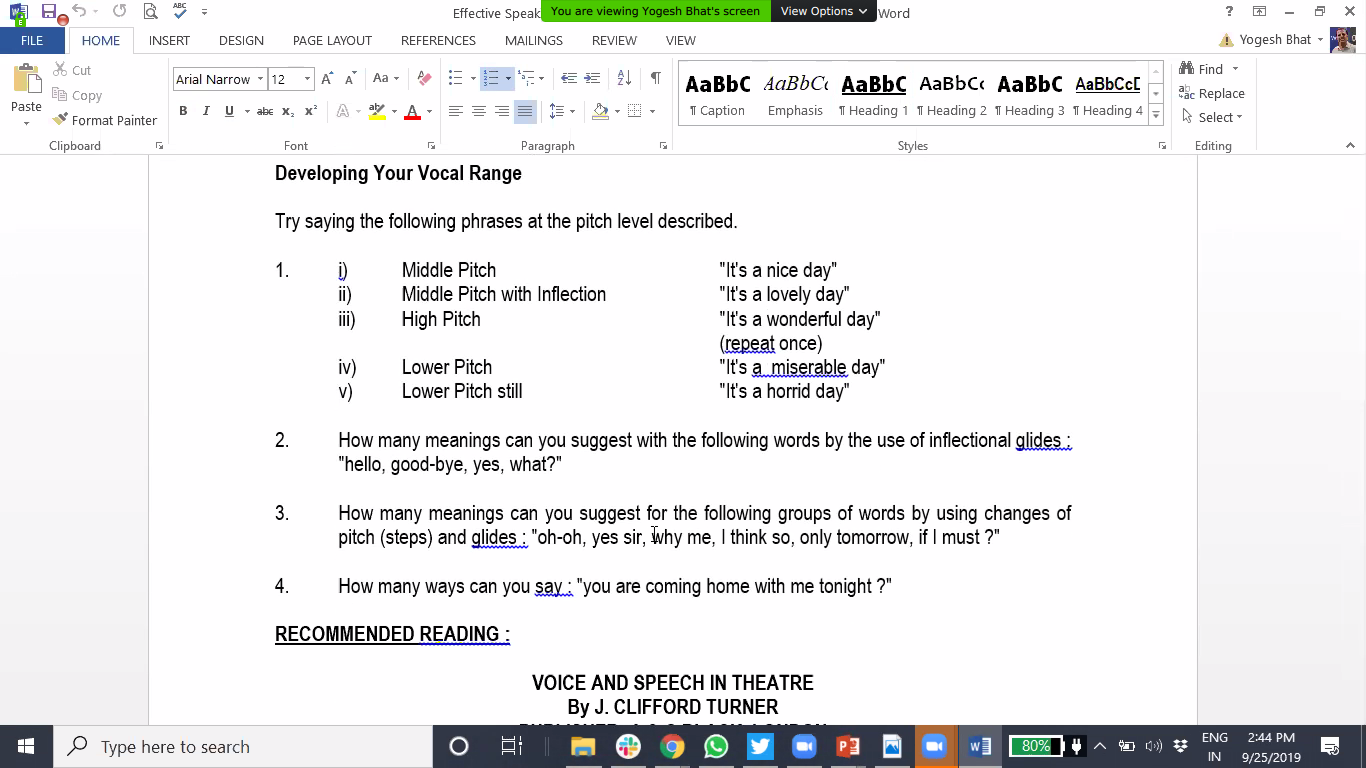 Effective Speak
You are viewing Yogesh Bhat's screen
View Options
Word
FILE HOME INSERT DESIGN PAGE LAYOUT REFERENCES MAILINGS REVIEW VIEW Yogesh Bhat
Paste
Cut
Copy
Format Painter
Arial Narrow 12
AaBbC AaBbCc AaBbC AaBbCc AaBbC AaBbCcD
¶ Caption Emphasis ¶ Heading 1 ¶ Heading 2 ¶ Heading 3 ¶ Heading 4
Find
Replace
Select
Clipboard Font Paragraph Styles Editing
Developing Your Vocal Range
Try saying the following phrases at the pitch level described.
1. i) Middle Pitch "It's a nice day"
ii) Middle Pitch with Inflection "It's a lovely day"
iii) High Pitch "It's a wonderful day"
(repeat once)
iv) Lower Pitch "It's a  miserable day"
v) Lower Pitch still "It's a horrid day"
2. How many meanings can you suggest with the following words by the use of inflectional glides :
"hello, good-bye, yes, what?"
3. How many meanings can you suggest for the following groups of words by using changes of
pitch (steps) and glides : "oh-oh, yes sir, why me, I think so, only tomorrow, if I must ?"
4. How many ways can you say : "you are coming home with me tonight ?"
RECOMMENDED READING :
VOICE AND SPEECH IN THEATRE
By J. CLIFFORD TURNER
Type here to search
80%
ENG
IN
2:44 PM
9/25/2019